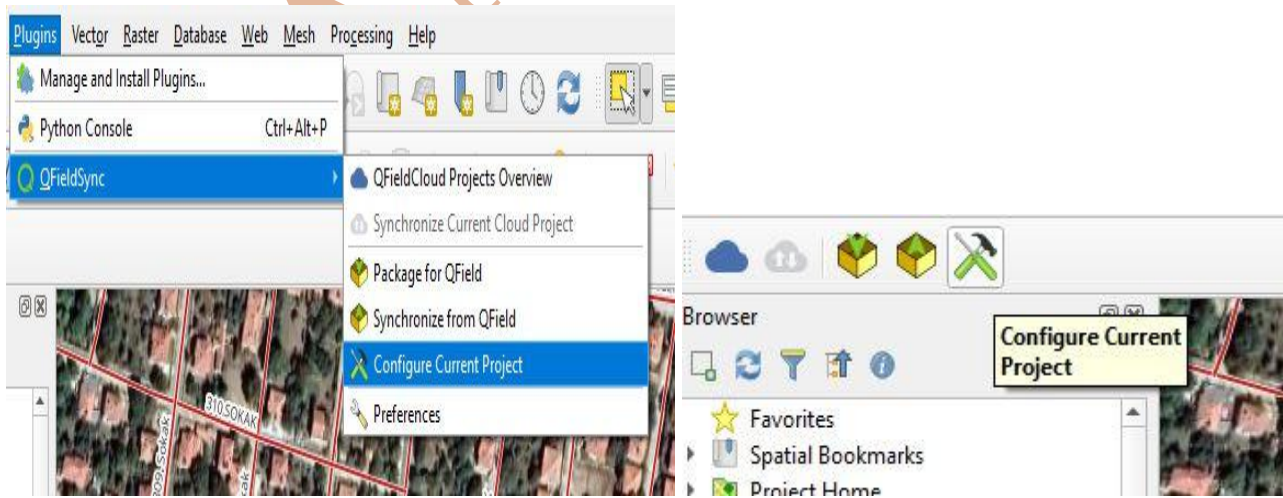 Plugins Vector Raster Database Web Mesh Processing Help
Manage and Install Plugins...
Python Console Ctrl+Alt+P
QFieldSync
QFieldCloud Projects Overview
Synchronize Current Cloud Project
Package for QField
Synchronize from QField
Configure Current Project
Preferences
310.SOKAK
309.Sokak
Browser
Configure Current
Project
Favorites
Spatial Bookmarks
Project Home